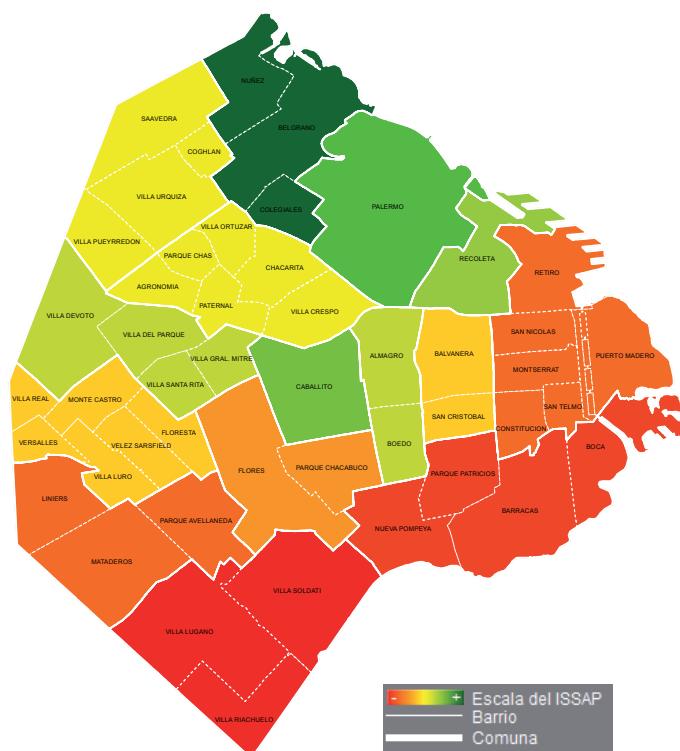 NUÑEZ
SAAVEDRA
BELGRANO
COGHLAN
VILLA URQUIZA
COLEGIALES
PALERMO
VILLA ORTUZAR
VILLA PUEYRREDON
PARQUE CHAS
CHACARITA
RECOLETA
RETIRO
AGRONOMIA
PATERNAL
VILLA CRESPO
VILLA DEVOTO
VILLA DEL PARQUE
SAN NICOLAS
ALMAGRO
BALVANERA
PUERTO MADERO
VILLA GRAL. MITRE
MONTSERRAT
CABALLITO
VILLA SANTA RITA
VILLA REAL
MONTE CASTRO
SAN TELMO
SAN CRISTOBAL
CONSTITUCION
FLORESTA
VERSALLES
VELEZ SARSFIELD
BOEDO
BOCA
PARQUE CHACABUCO
FLORES
PARQUE PATRICIOS
VILLA LURO
LINIERS
BARRACAS
PARQUE AVELLANEDA
NUEVA POMPEYA
MATADEROS
VILLA SOLDATI
VILLA LUGANO
VILLA RIACHUELO
- + Escala del ISSAP
Barrio
Comuna